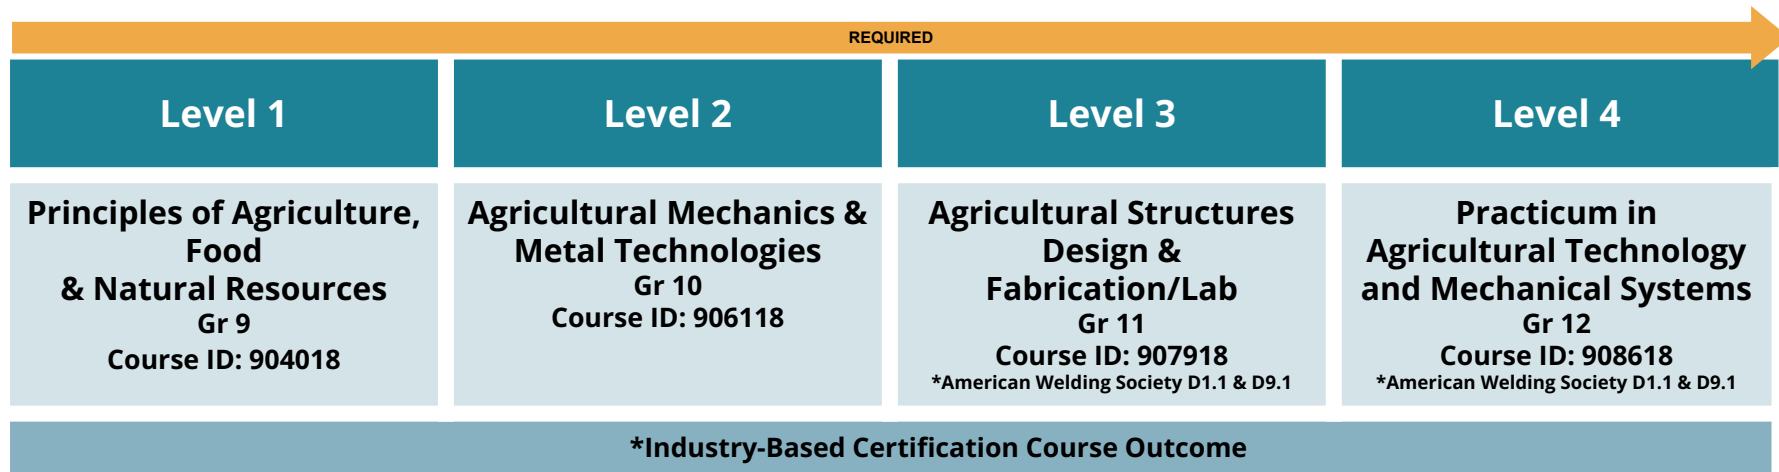 REQUIRED
Level 1
Level 2
Level 3
Level 4
Principles of Agriculture,
Food
& Natural Resources
Gr 9
Course ID: 904018
Agricultural Mechanics &
Metal Technologies
Gr 10
Course ID: 906118
Agricultural Structures
Design &
Fabrication/Lab
Gr 11
Course ID: 907918
*American Welding Society D1.1 & D9.1
Practicum in
Agricultural Technology
and Mechanical Systems
Gr 12
Course ID: 908618
*American Welding Society D1.1 & D9.1
*Industry-Based Certification Course Outcome